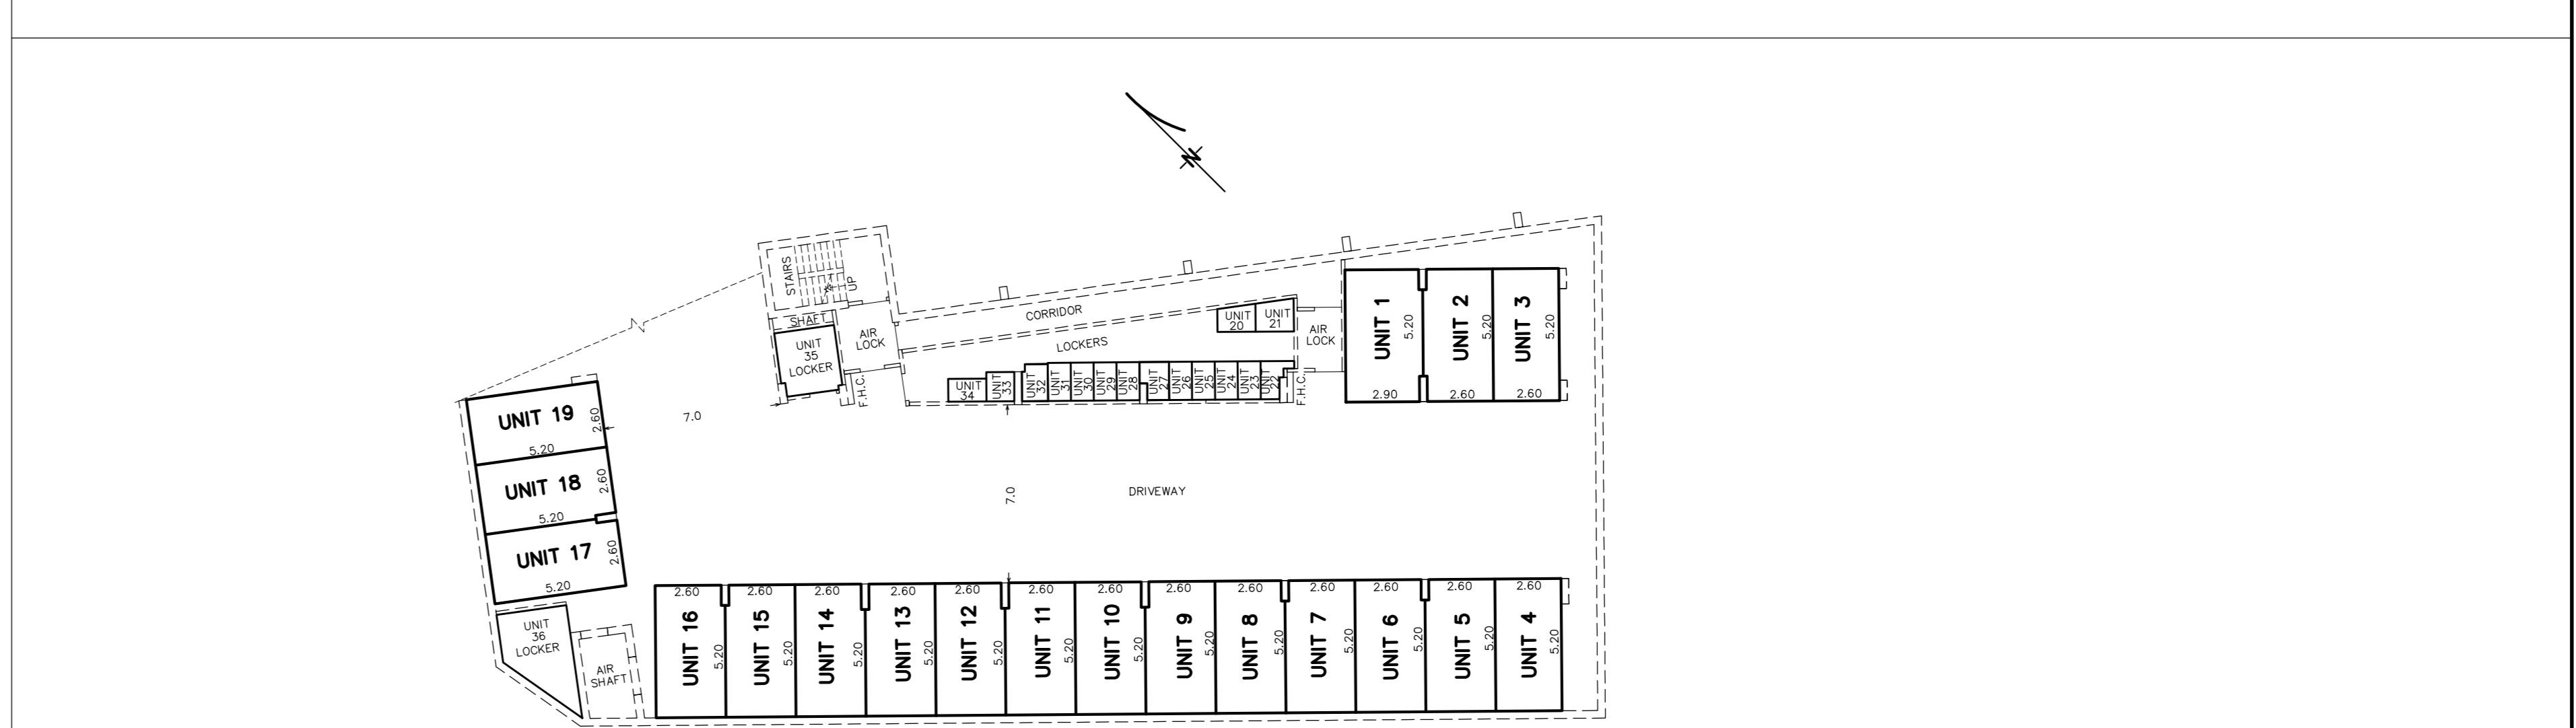 N
STAIRS
UP
SHAFT
UNIT
35
LOCKER
AIR
LOCK
F.H.C.
CORRIDOR
LOCKERS
UNIT
20
UNIT
21
AIR
LOCK
F.H.C.
UNIT
34
UNIT
33
UNIT
32
UNIT
31
UNIT
30
UNIT
29
UNIT
28
UNIT
27
UNIT
26
UNIT
25
UNIT
24
UNIT
23
UNIT
22
UNIT 1
5.20
2.90
UNIT 2
5.20
2.60
UNIT 3
5.20
2.60
N
7.0
UNIT 19
2.60
5.20
UNIT 18
2.60
5.20
UNIT 17
2.60
5.20
7.0
DRIVEWAY
UNIT
36
LOCKER
AIR
SHAFT
2.60
UNIT 16
5.20
2.60
UNIT 15
5.20
2.60
UNIT 14
5.20
2.60
UNIT 13
5.20
2.60
UNIT 12
5.20
2.60
UNIT 11
5.20
2.60
UNIT 10
5.20
2.60
UNIT 9
5.20
2.60
UNIT 8
5.20
2.60
UNIT 7
5.20
2.60
UNIT 6
5.20
2.60
UNIT 5
5.20
2.60
UNIT 4
5.20